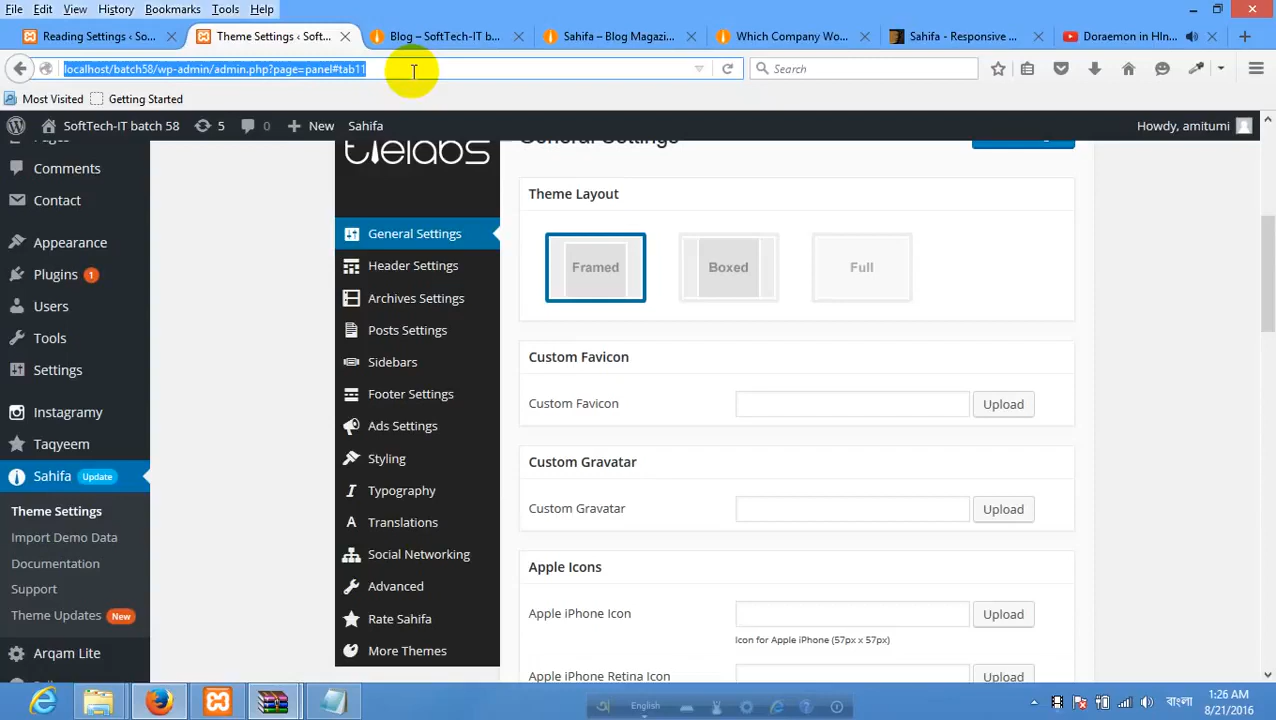 File Edit View History Bookmarks Tools Help
Reading Settings ‹ So... Theme Settings ‹ Soft... Blog – SoftTech-IT b... Sahifa – Blog Magazi... Which Company Wo... Sahifa - Responsive ... Doraemon in HIn...
localhost/batch58/wp-admin/admin.php?page=panel#tab11 Search
Most Visited Getting Started
SoftTech-IT batch 58 5 0 New Sahifa Howdy, amitumi
Comments
Contact
Appearance
Plugins 1
Users
Tools
Settings
Instagramy
Taqyeem
Sahifa Update
Theme Settings
Import Demo Data
Documentation
Support
Theme Updates New
Arqam Lite
tielabs
General Settings
Header Settings
Archives Settings
Posts Settings
Sidebars
Footer Settings
Ads Settings
Styling
Typography
Translations
Social Networking
Advanced
Rate Sahifa
More Themes
General Settings
Theme Layout
Framed Boxed Full
Custom Favicon
Custom Favicon Upload
Custom Gravatar
Custom Gravatar Upload
Apple Icons
Apple iPhone Icon Upload
Icon for Apple iPhone (57px x 57px)
Apple iPhone Retina Icon Upload
English
বাংলা
1:26 AM
8/21/2016